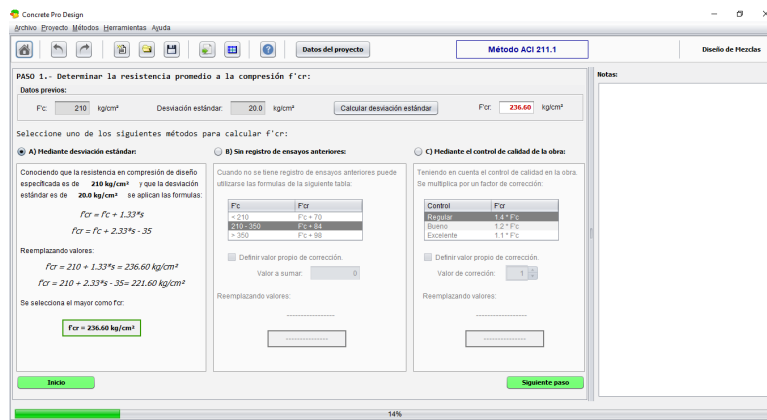 Concrete Pro Design
Archivo Proyecto Métodos Herramientas Ayuda
Datos del proyecto
Método ACI 211.1
Diseño de Mezclas
PASO 1.- Determinar la resistencia promedio a la compresión f'cr:
Datos previos:
F'c: 210 kg/cm² Desviación estándar: 20.0 kg/cm² Calcular desviación estándar F'cr: 236.60 kg/cm²
Seleccione uno de los siguientes métodos para calcular f'cr:
A) Mediante desviación estándar:
Conociendo que la resistencia en compresión de diseño
especificada es de 210 kg/cm² y que la desviación
estándar es de 20.0 kg/cm² se aplican las formulas:
f'cr = f'c + 1.33*s
f'cr = f'c + 2.33*s - 35
Reemplazando valores:
f'cr = 210 + 1.33*s = 236.60 kg/cm²
f'cr = 210 + 2.33*s - 35= 221.60 kg/cm²
Se selecciona el mayor como f'cr:
f'cr = 236.60 kg/cm²
B) Sin registro de ensayos anteriores:
Cuando no se tiene registro de ensayos anteriores puede
utilizarse las formulas de la siguiente tabla:
F'c F'cr
< 210 F'c + 70
210 - 350 F'c + 84
> 350 F'c + 98
Definir valor propio de corrección.
Valor a sumar: 0
Reemplazando valores:
----------------
---------------
C) Mediante el control de calidad de la obra:
Teniendo en cuenta el control de calidad en la obra.
Se multiplica por un factor de corrección:
Control F'cr
Regular 1.4 * F'c
Bueno 1.2 * F'c
Excelente 1.1 * F'c
Definir valor propio de corrección.
Valor de correción: 1
Reemplazando valores:
----------------
---------------
Inicio
Siguiente paso
Notas:
14%